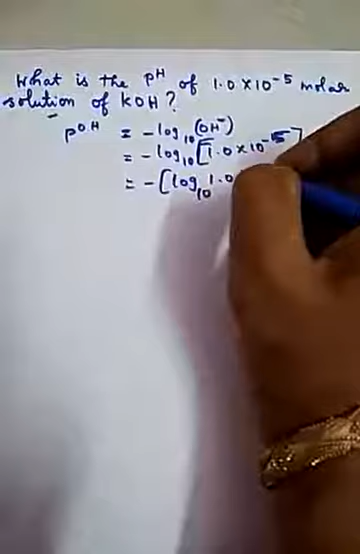 What is the pH of 1.0 × 10⁻⁵ molar
solution of KOH?
pOH = -log₁₀(OH⁻)
= -log₁₀[1.0 × 10⁻¹⁵]
= -[log₁₀ 1.0